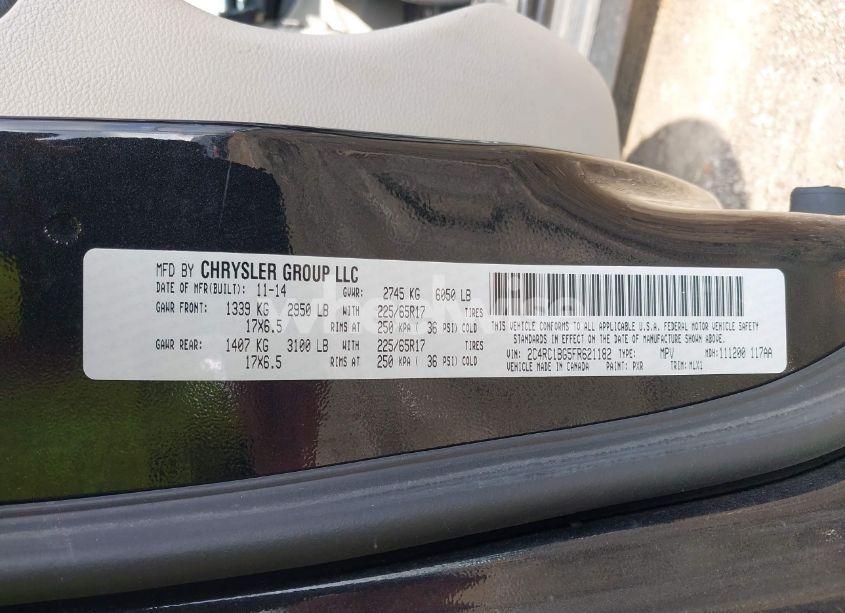 MFD BY CHRYSLER GROUP LLC
DATE OF MFR(BUILT): 11-14 GVWR: 2745 KG 6050 LB
GAWR FRONT: 1339 KG 2950 LB WITH 225/65R17 TIRES
17X6.5 RIMS AT 250 KPA ( 36 PSI) COLD
GAWR REAR: 1407 KG 3100 LB WITH 225/65R17 TIRES
17X6.5 RIMS AT 250 KPA ( 36 PSI) COLD
THIS VEHICLE CONFORMS TO ALL APPLICABLE U.S.A. FEDERAL MOTOR VEHICLE SAFETY
STANDARDS IN EFFECT ON THE DATE OF MANUFACTURE SHOWN ABOVE.
VIN: 2C4RC1BG5FR621182 TYPE: MPV MDH: 111200 117AA
VEHICLE MADE IN CANADA PAINT: PXR TRIM: MLX1